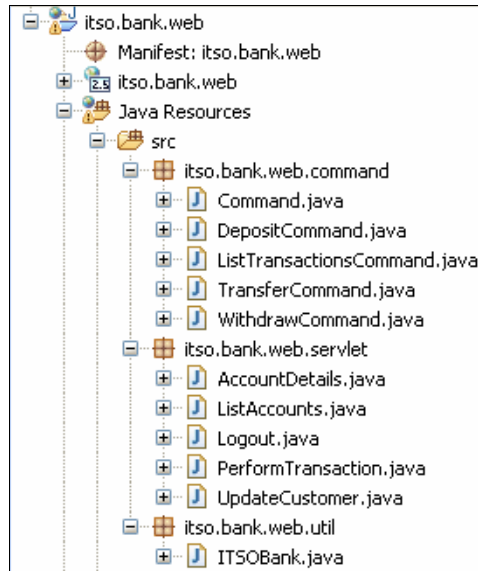 itso.bank.web
Manifest: itso.bank.web
2.5 itso.bank.web
Java Resources
src
itso.bank.web.command
J Command.java
J DepositCommand.java
J ListTransactionsCommand.java
J TransferCommand.java
J WithdrawCommand.java
itso.bank.web.servlet
J AccountDetails.java
J ListAccounts.java
J Logout.java
J PerformTransaction.java
J UpdateCustomer.java
itso.bank.web.util
J ITSOBank.java